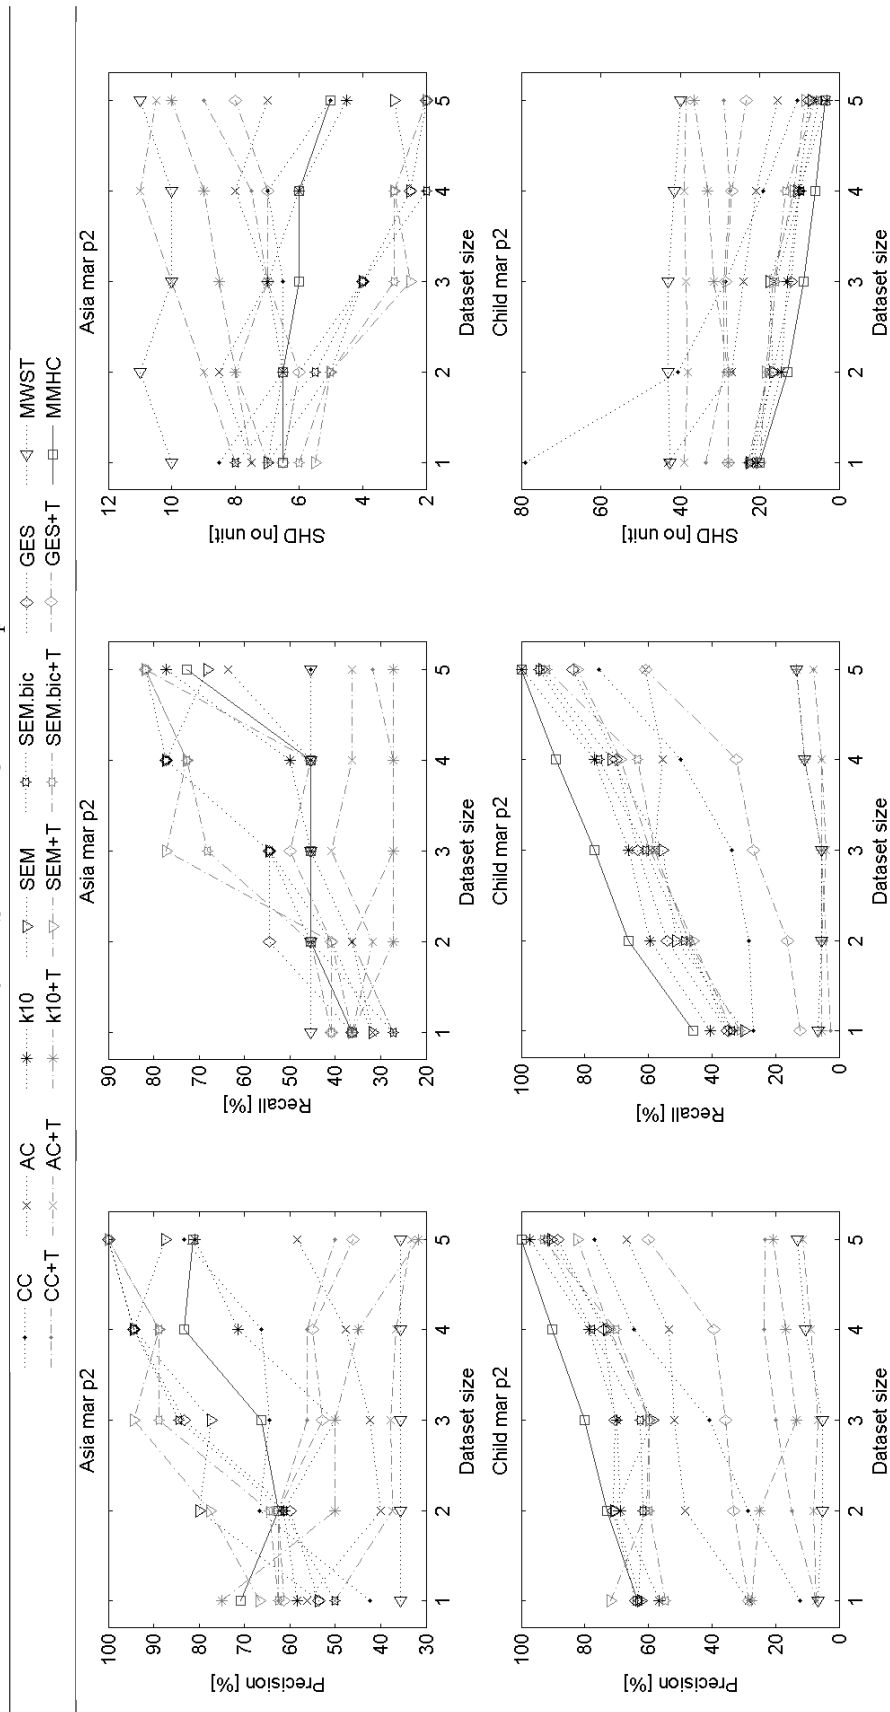 CC AC k10 SEM SEM.bic GES MWST
CC+T AC+T k10+T SEM+T SEM.bic+T GES+T MMHC
Asia mar p2
Precision [%]
100
90
80
70
60
50
40
30
1 2 3 4 5
Dataset size
Asia mar p2
Recall [%]
90
80
70
60
50
40
30
20
1 2 3 4 5
Dataset size
Asia mar p2
SHD [no unit]
12
10
8
6
4
2
1 2 3 4 5
Dataset size
Child mar p2
Precision [%]
100
80
60
40
20
0
1 2 3 4 5
Dataset size
Child mar p2
Recall [%]
100
80
60
40
20
0
1 2 3 4 5
Dataset size
Child mar p2
SHD [no unit]
80
60
40
20
0
1 2 3 4 5
Dataset size